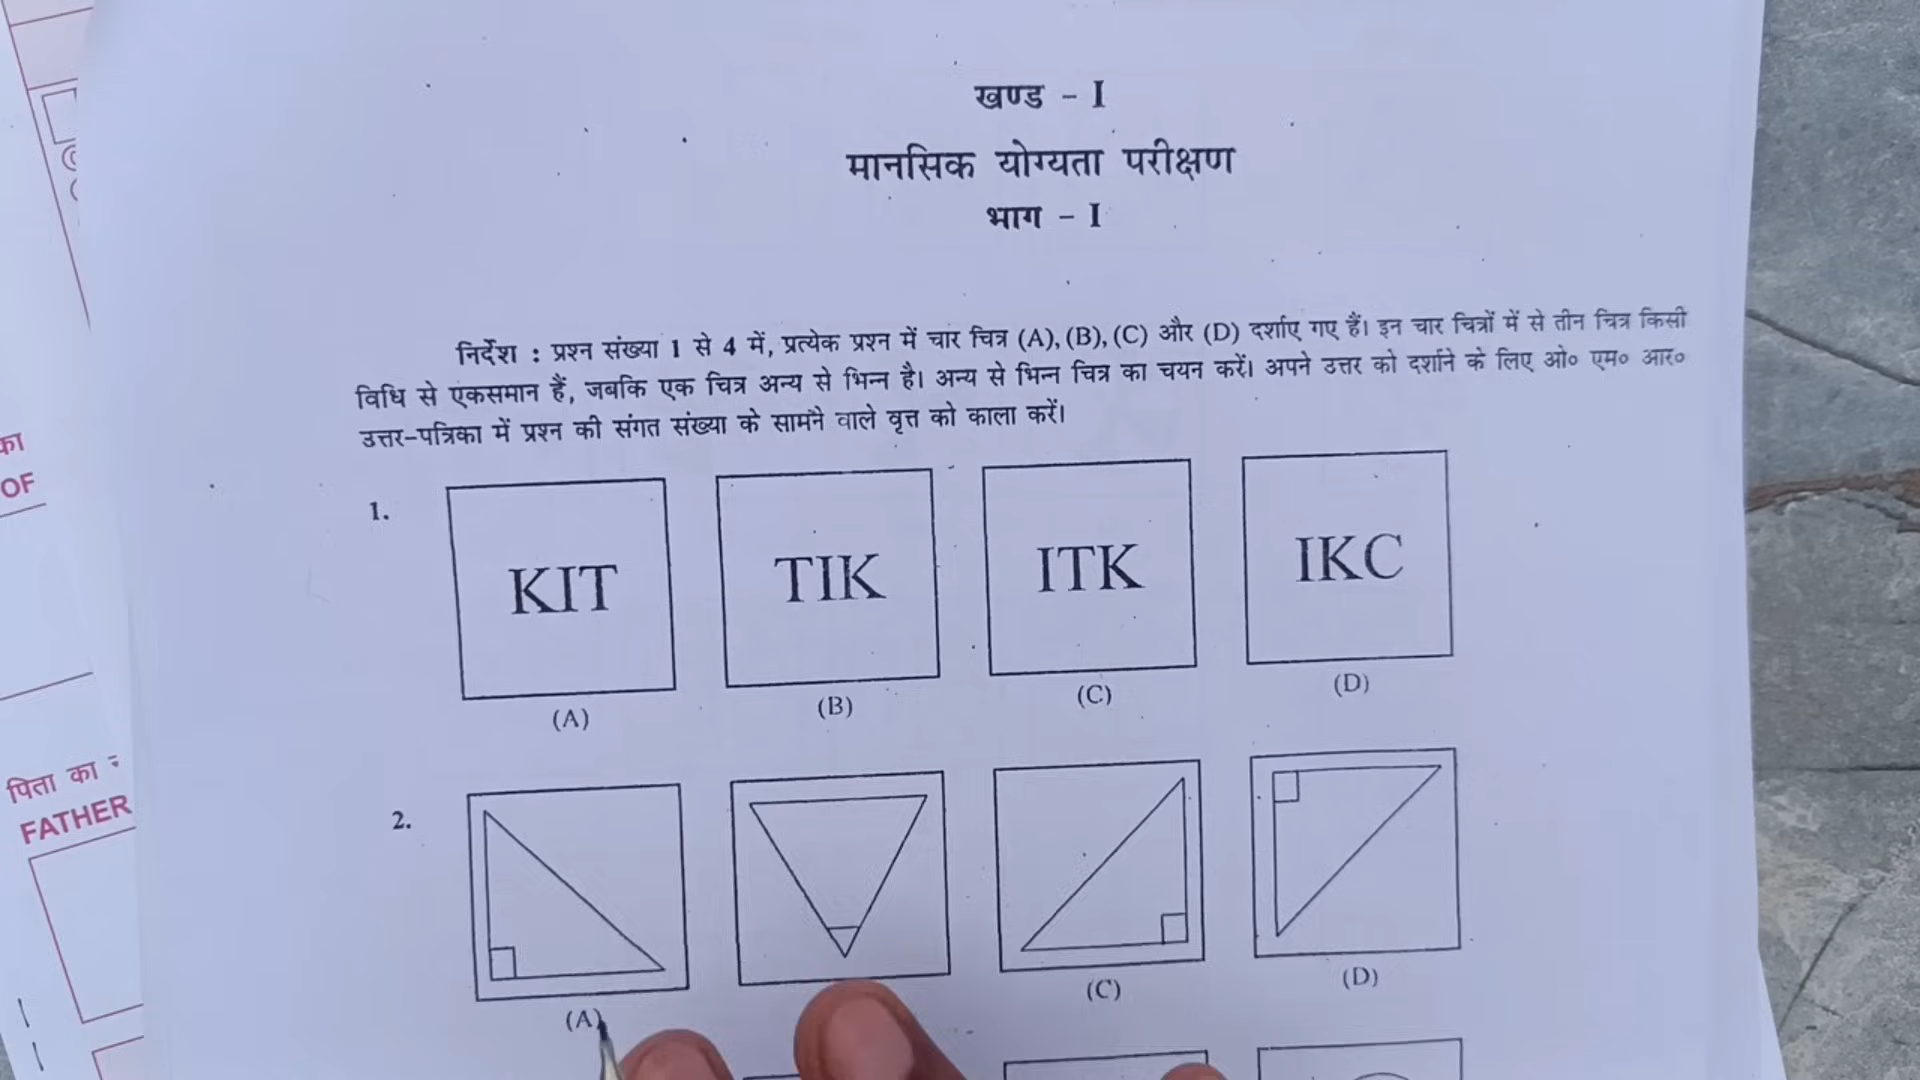 खण्ड - I
मानसिक योग्यता परीक्षण
भाग - I
निर्देश : प्रश्न संख्या 1 से 4 में, प्रत्येक प्रश्न में चार चित्र (A), (B), (C) और (D) दर्शाए गए हैं। इन चार चित्रों में से तीन चित्र किसी
विधि से एकसमान हैं, जबकि एक चित्र अन्य से भिन्न है। अन्य से भिन्न चित्र का चयन करें। अपने उत्तर को दर्शाने के लिए ओ० एम० आर०
उत्तर-पत्रिका में प्रश्न की संगत संख्या के सामने वाले वृत्त को काला करें।
1.
KIT TIK ITK IKC
(A) (B) (C) (D)
2.
(A) (C) (D)
का
OF
पिता का
FATHER